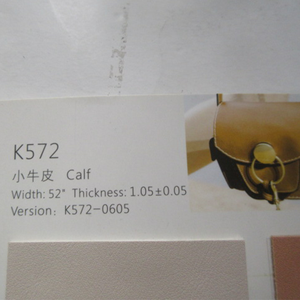 K572
小牛皮 Calf
Width: 52" Thickness: 1.05±0.05
Version: K572-0605